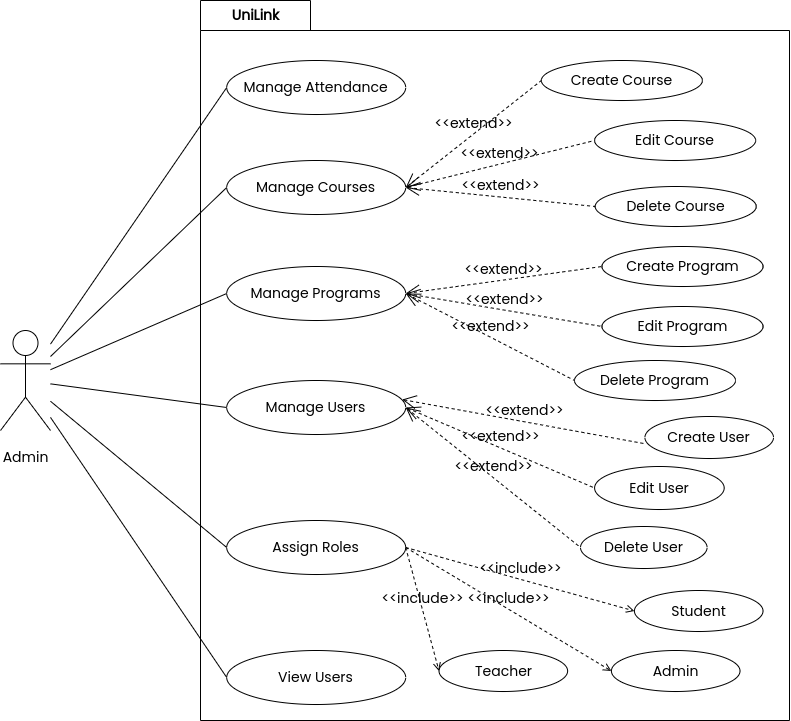 UniLink
Manage Attendance
Create Course
<<extend>>
Edit Course
<<extend>>
Manage Courses
<<extend>>
Delete Course
Create Program
<<extend>>
Manage Programs
<<extend>>
Edit Program
<<extend>>
Delete Program
Manage Users
<<extend>>
Create User
<<extend>>
Admin
<<extend>>
Edit User
Assign Roles
Delete User
<<include>>
<<include>>
<<include>>
Student
View Users
Teacher
Admin